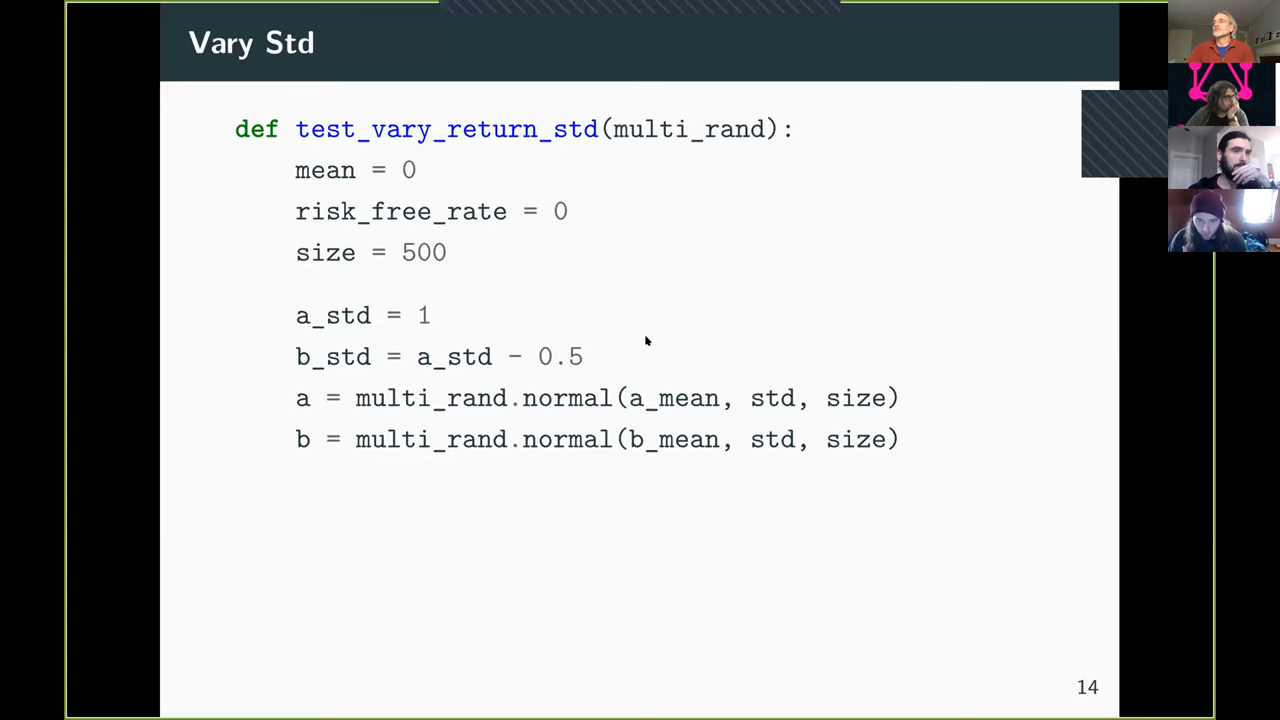 Vary Std
def test_vary_return_std(multi_rand):
mean = 0
risk_free_rate = 0
size = 500
a_std = 1
b_std = a_std - 0.5
a = multi_rand.normal(a_mean, std, size)
b = multi_rand.normal(b_mean, std, size)
14